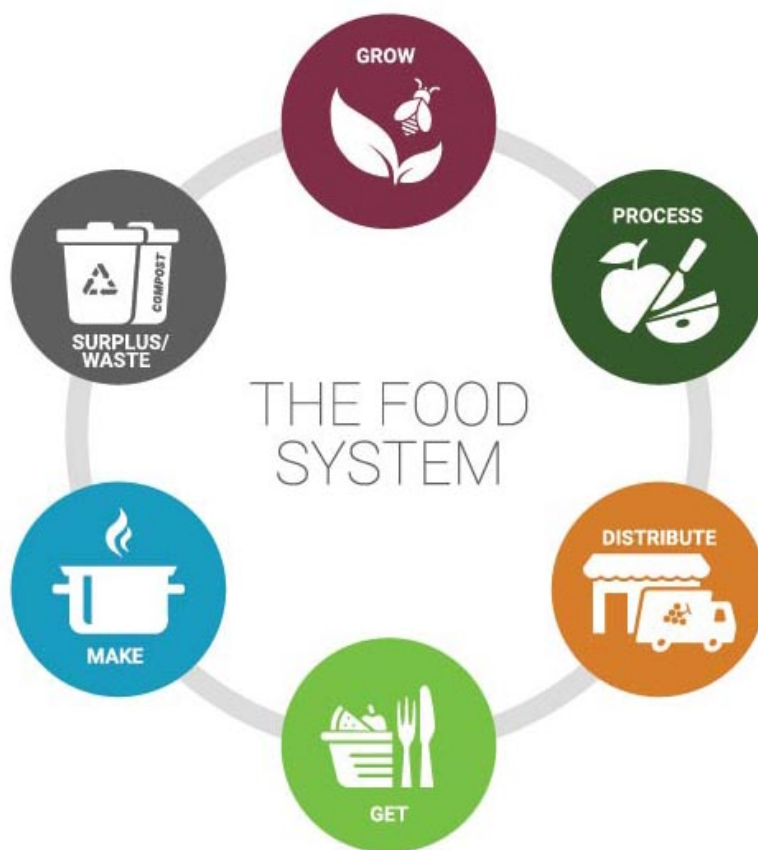 GROW
PROCESS
COMPOST
SURPLUS/
WASTE
THE FOOD
SYSTEM
DISTRIBUTE
MAKE
GET